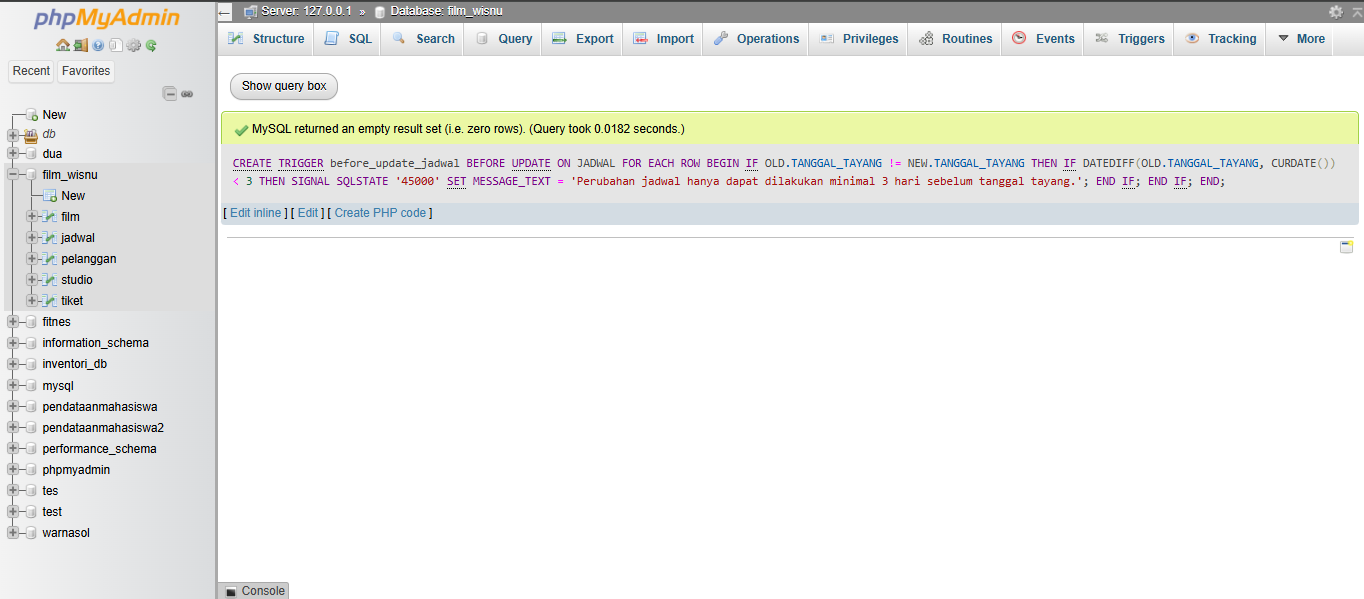 phpMyAdmin
Recent Favorites
New
db
dua
film_wisnu
New
film
jadwal
pelanggan
studio
tiket
fitnes
information_schema
inventori_db
mysql
pendataanmahasiswa
pendataanmahasiswa2
performance_schema
phpmyadmin
tes
test
warnasol
Server: 127.0.0.1 » Database: film_wisnu
Structure SQL Search Query Export Import Operations Privileges Routines Events Triggers Tracking More
Show query box
MySQL returned an empty result set (i.e. zero rows). (Query took 0.0182 seconds.)
CREATE TRIGGER before_update_jadwal BEFORE UPDATE ON JADWAL FOR EACH ROW BEGIN IF OLD.TANGGAL_TAYANG != NEW.TANGGAL_TAYANG THEN IF DATEDIFF(OLD.TANGGAL_TAYANG, CURDATE())
< 3 THEN SIGNAL SQLSTATE '45000' SET MESSAGE_TEXT = 'Perubahan jadwal hanya dapat dilakukan minimal 3 hari sebelum tanggal tayang.'; END IF; END IF; END;
[ Edit inline ] [ Edit ] [ Create PHP code ]
Console